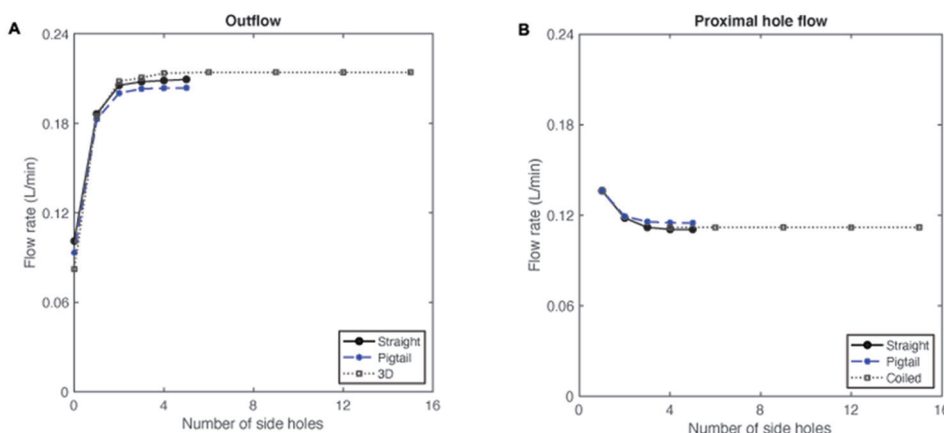 A
Outflow
0.24
0.18
0.12
0.06
0
Flow rate (L/min)
0
4
8
12
16
Number of side holes
Straight
Pigtail
3D
B
Proximal hole flow
0.24
0.18
0.12
0.06
0
Flow rate (L/min)
0
4
8
12
16
Number of side holes
Straight
Pigtail
Coiled